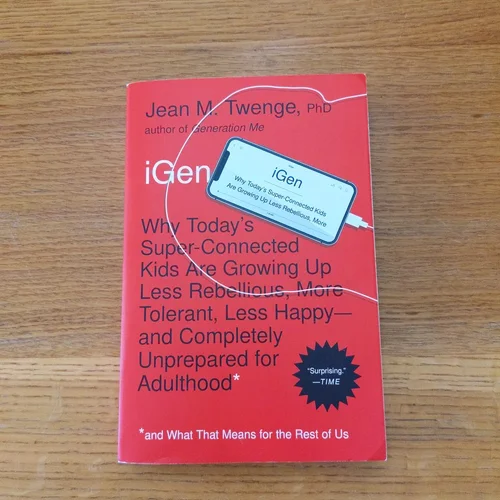 Jean M. Twenge, PhD
author of Generation Me
iGen
iGen
Why Today's Super-Connected Kids
Are Growing Up Less Rebellious, More
Why Today's
Super-Connected
Kids Are Growing Up
Less Rebellious, More
Tolerant, Less Happy—
and Completely
Unprepared for
Adulthood*
"Surprising."
—TIME
*and What That Means for the Rest of Us